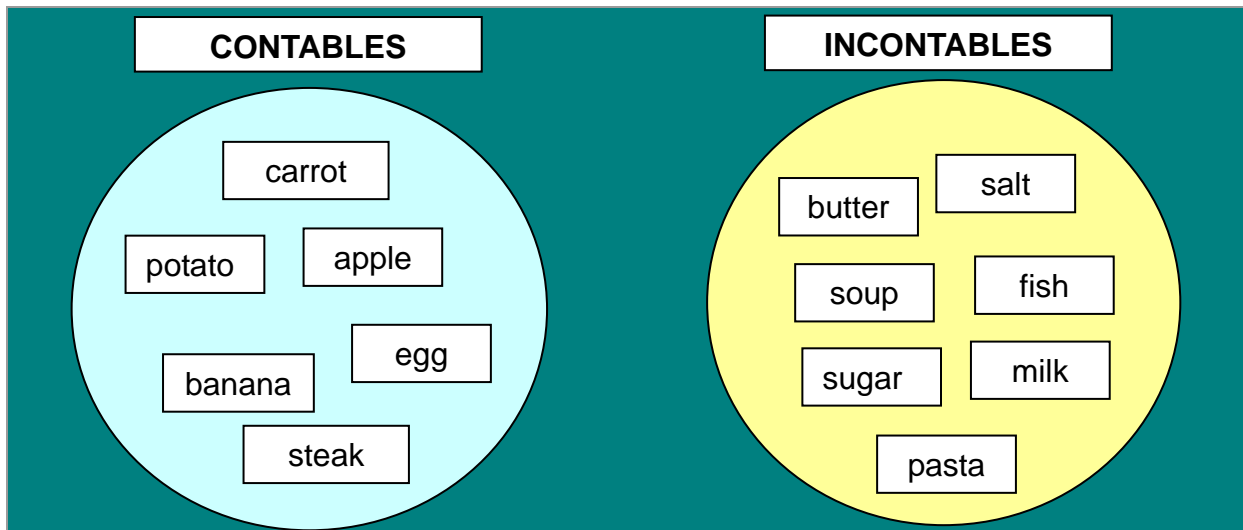 CONTABLES
carrot
potato
apple
egg
banana
steak
INCONTABLES
salt
butter
fish
soup
milk
sugar
pasta